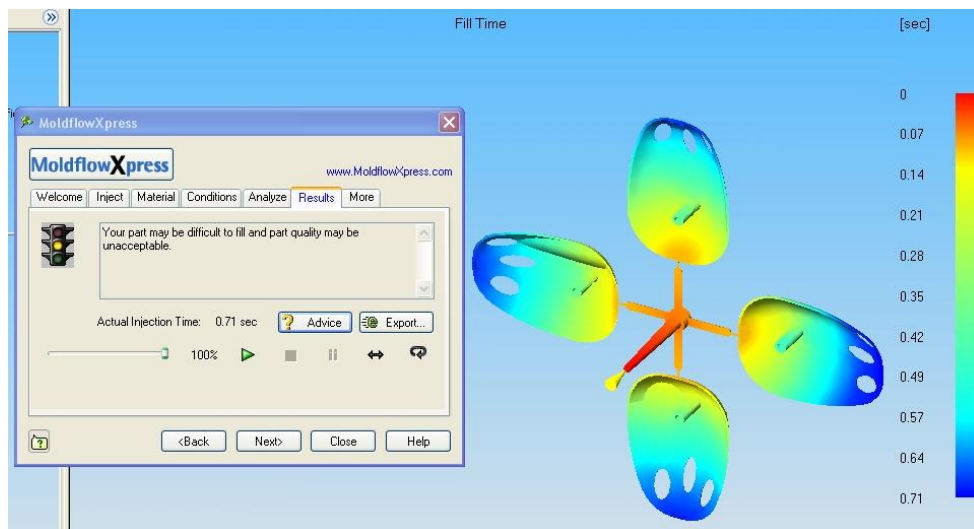 Fill Time
[sec]
MoldflowXpress
MoldflowXpress
www.MoldflowXpress.com
Welcome Inject Material Conditions Analyze Results More
Your part may be difficult to fill and part quality may be
unacceptable.
Actual Injection Time: 0.71 sec
? Advice
Export...
100%
<Back Next> Close Help
0
0.07
0.14
0.21
0.28
0.35
0.42
0.49
0.57
0.64
0.71